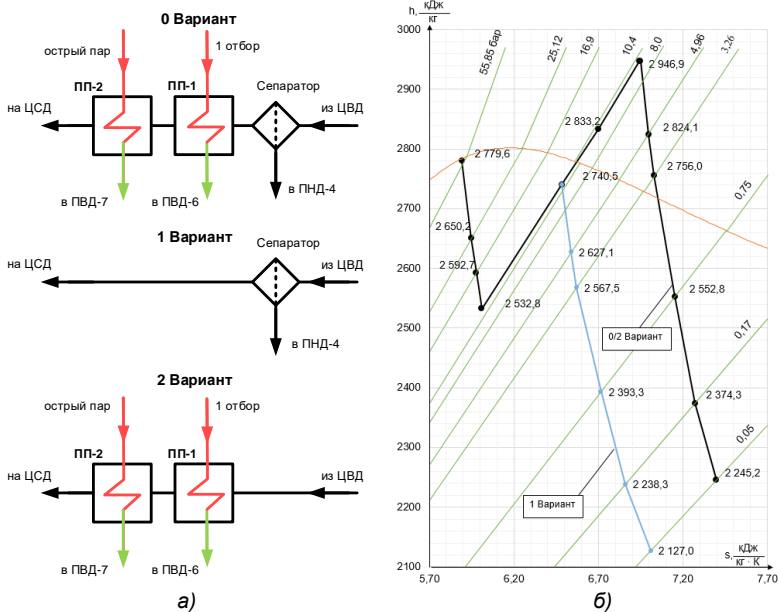 0 Вариант
острый пар
1 отбор
ПП-2
ПП-1
Сепаратор
на ЦСД
из ЦВД
в ПВД-7
в ПВД-6
в ПНД-4
1 Вариант
Сепаратор
на ЦСД
из ЦВД
в ПНД-4
2 Вариант
острый пар
1 отбор
ПП-2
ПП-1
на ЦСД
из ЦВД
в ПВД-7
в ПВД-6
а)
h, кДж/кг
3000
2900
2800
2700
2600
2500
2400
2300
2200
2100
55,85 бар
25,12
16,9
10,4
8,0
4,96
3,26
0,75
0,17
0,05
2 946,9
2 833,2
2 824,1
2 779,6
2 756,0
2 740,5
2 650,2
2 627,1
2 592,7
2 567,5
2 552,8
2 532,8
0/2 Вариант
2 393,3
2 374,3
2 238,3
2 245,2
1 Вариант
2 127,0
s, кДж/кг · К
5,70
6,20
6,70
7,20
7,70
б)